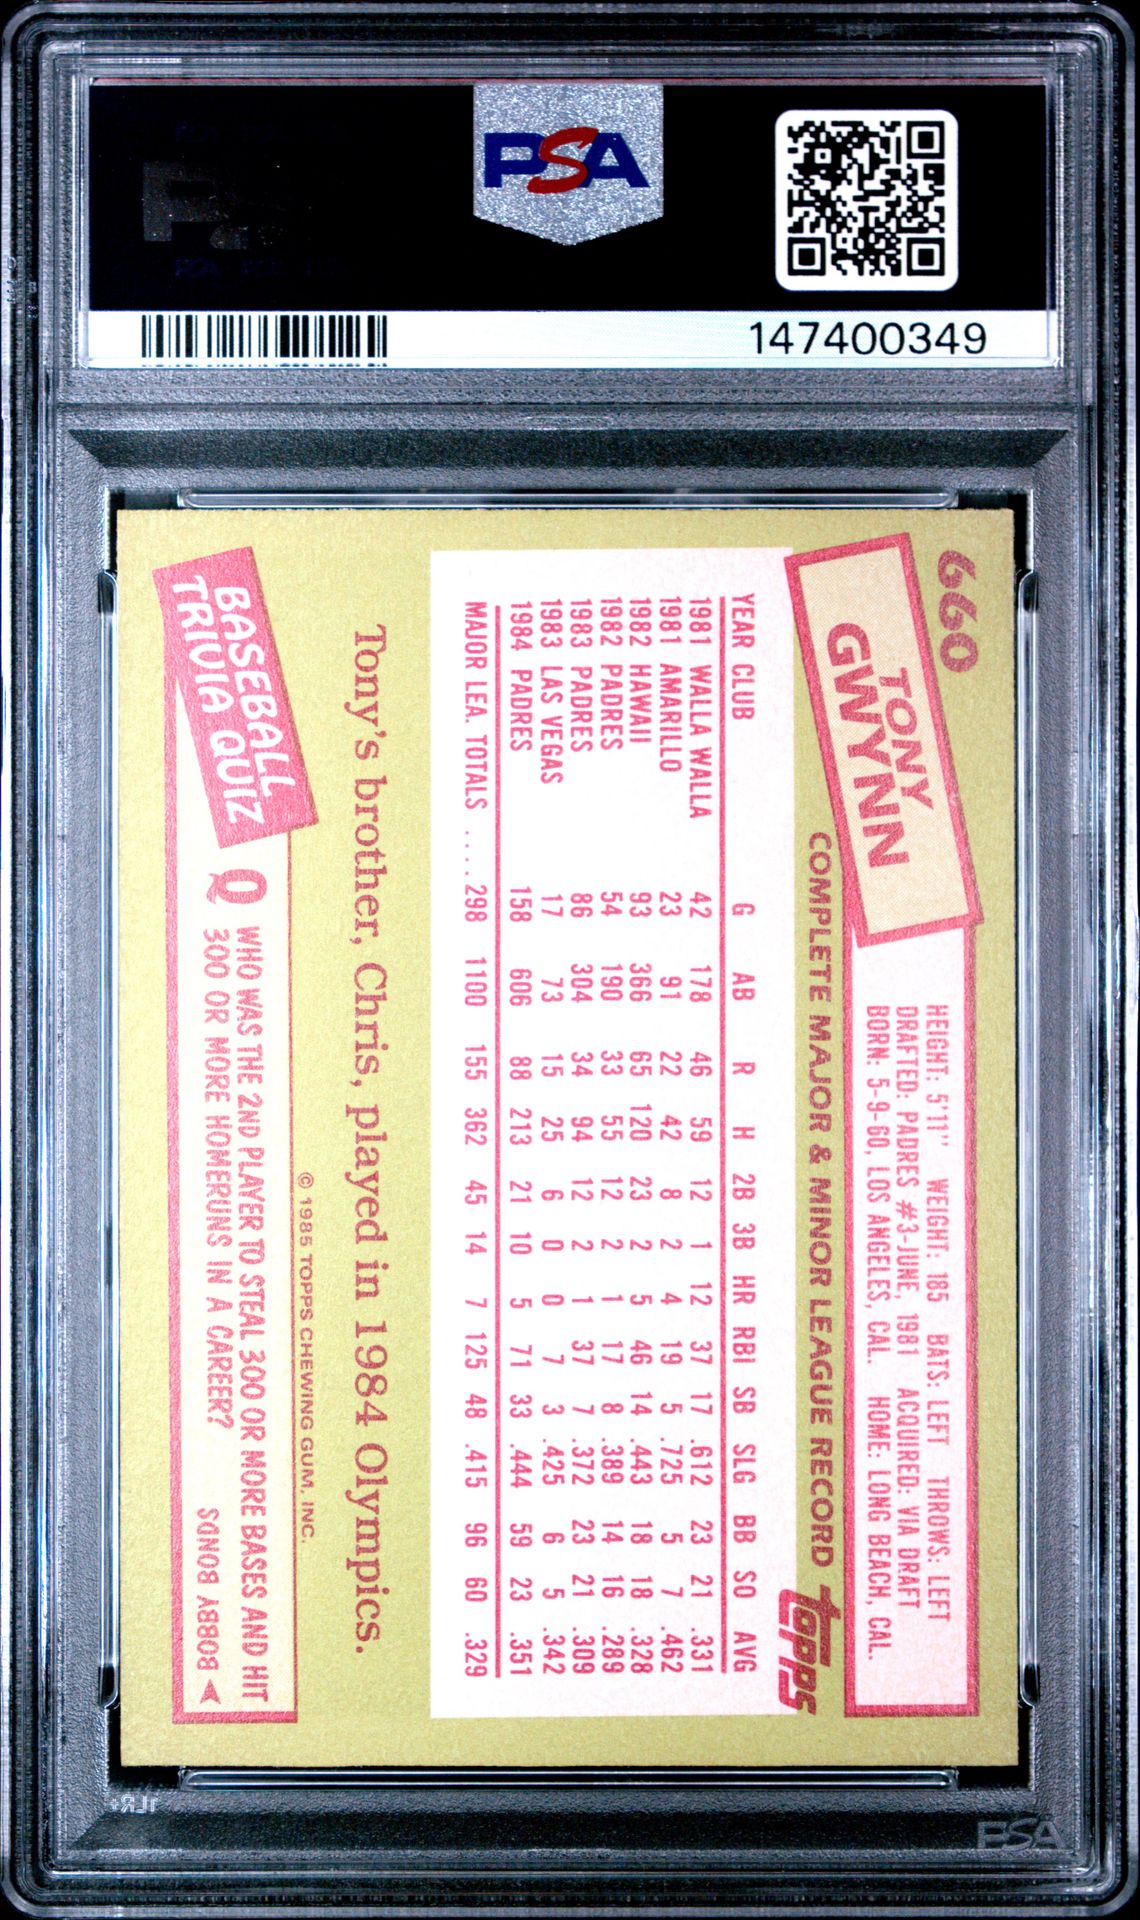 PSA
147400349
660
TONY
GWYNN
HEIGHT: 5'11" WEIGHT: 185 BATS: LEFT THROWS: LEFT
DRAFTED: PADRES #3-JUNE, 1981 ACQUIRED: VIA DRAFT
BORN: 5-9-60, LOS ANGELES, CAL. HOME: LONG BEACH, CAL.
COMPLETE MAJOR & MINOR LEAGUE RECORD
topps
YEAR CLUB G AB R H 2B 3B HR RBI SB SLG BB SO AVG
1981 WALLA WALLA 42 178 46 59 12 1 12 37 17 .612 23 21 .331
1981 AMARILLO 23 91 22 42 8 2 4 19 5 .725 5 7 .462
1982 HAWAII 93 366 65 120 23 2 5 46 14 .443 18 18 .328
1982 PADRES 54 190 33 55 12 2 1 17 8 .389 14 16 .289
1983 PADRES 86 304 34 94 12 2 1 37 7 .372 23 21 .309
1983 LAS VEGAS 17 73 15 25 6 0 0 7 3 .425 6 5 .342
1984 PADRES 158 606 88 213 21 10 5 71 33 .444 59 23 .351
MAJOR LEA. TOTALS .... 298 1100 155 362 45 14 7 125 48 .415 96 60 .329
Tony's brother, Chris, played in 1984 Olympics.
© 1985 TOPPS CHEWING GUM, INC.
BASEBALL
TRIVIA QUIZ
Q WHO WAS THE 2ND PLAYER TO STEAL 300 OR MORE BASES AND HIT
300 OR MORE HOMERUNS IN A CAREER?
BOBBY BONDS
PSA